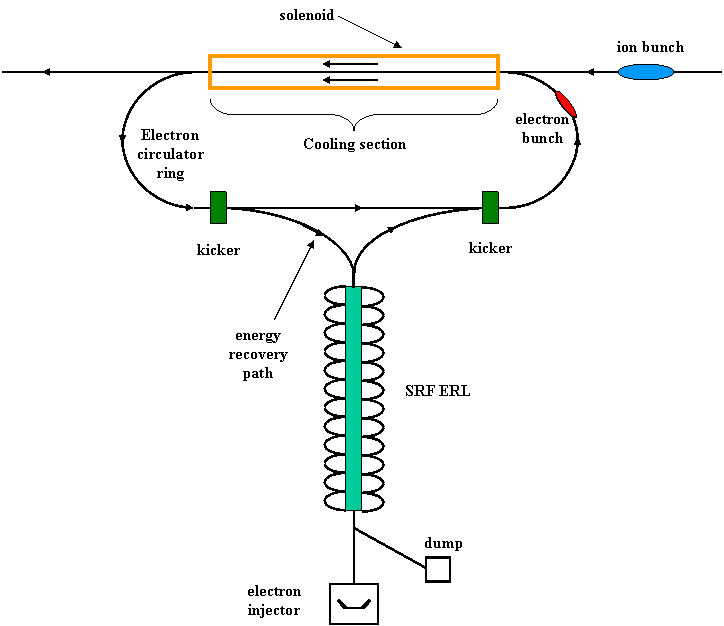 solenoid
ion bunch
electron
bunch
Electron
circulator
ring
Cooling section
kicker
kicker
energy
recovery
path
SRF ERL
dump
electron
injector